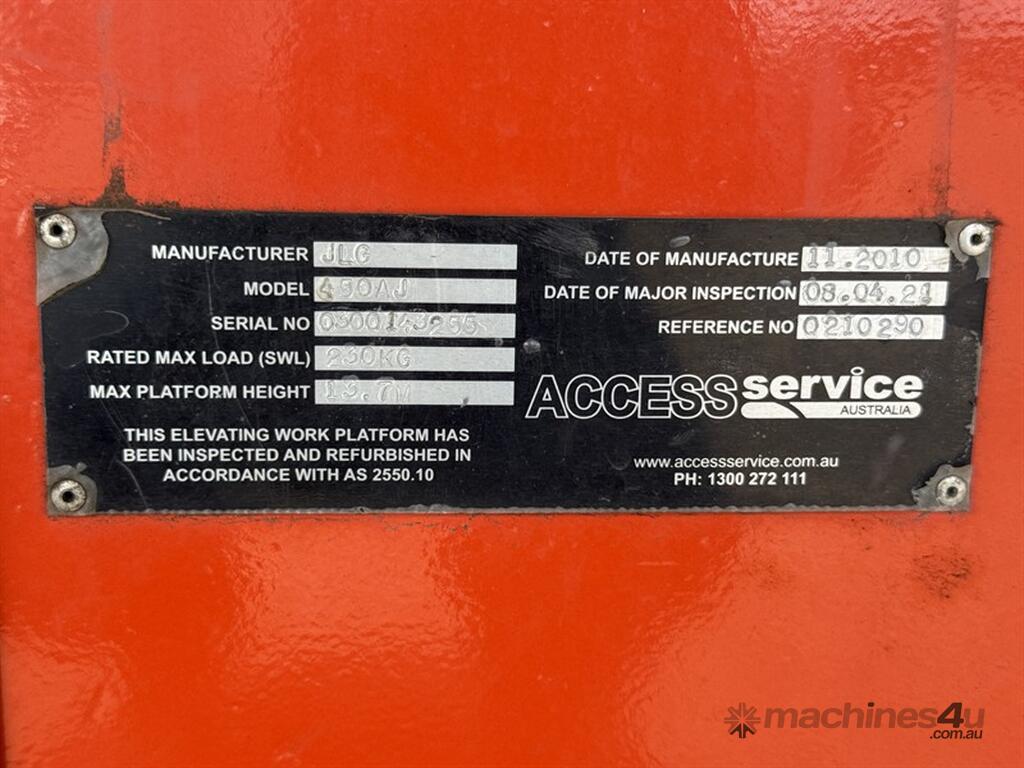 MANUFACTURER JLG
MODEL 450AJ
SERIAL NO 0300143255
RATED MAX LOAD (SWL) 230KG
MAX PLATFORM HEIGHT 13.7M
THIS ELEVATING WORK PLATFORM HAS
BEEN INSPECTED AND REFURBISHED IN
ACCORDANCE WITH AS 2550.10
DATE OF MANUFACTURE 11.2010
DATE OF MAJOR INSPECTION 08.04.21
REFERENCE NO 0210290
ACCESS service
AUSTRALIA
www.accessservice.com.au
PH: 1300 272 111
machines4u
.com.au